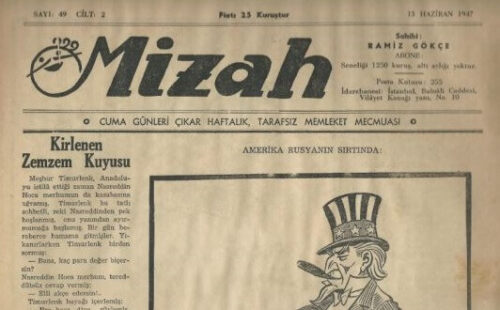 SAYI: 49 CİLT: 2
Fiatı 25 Kuruştur
13 HAZİRAN 1947
Mizah
Sahibi:
RAMİZ GÖKÇE
ABONE
Seneliği 1250 kuruş, altı aylığı yoktur.
Posta Kutusu: 255
İdarehanesi: İstanbul, Babıâli Caddesi,
Vilâyet Konağı yanı, No. 10
CUMA GÜNLERİ ÇIKAR HAFTALIK, TARAFSIZ MEMLEKET MECMUASI
Kirlenen
Zemzem Kuyusu
Meşhur Timurlenk, Anadolu-
yu istilâ ettiği zaman Nasreddin
Hoca merhumun da kasabasına
uğramış. Timurlenk bu tatlı
sohbetli, zeki Nasreddinden pek
hoşlanmış, onu yanından ayır-
mamağa başlamış. Bir gün be-
raberce hamama gitmişler. Yı-
kanırlarken Timurlenk birden
sormuş:
— Bana, kaç para değer biçer-
sin?
Nasreddin Hoca merhum, tered-
dütsüz cevap vermiş:
— Elli akçe edersin!..
Timurlenk bayağı içerlemiş:
AMERİKA RUSYANIN SIRTINDA: